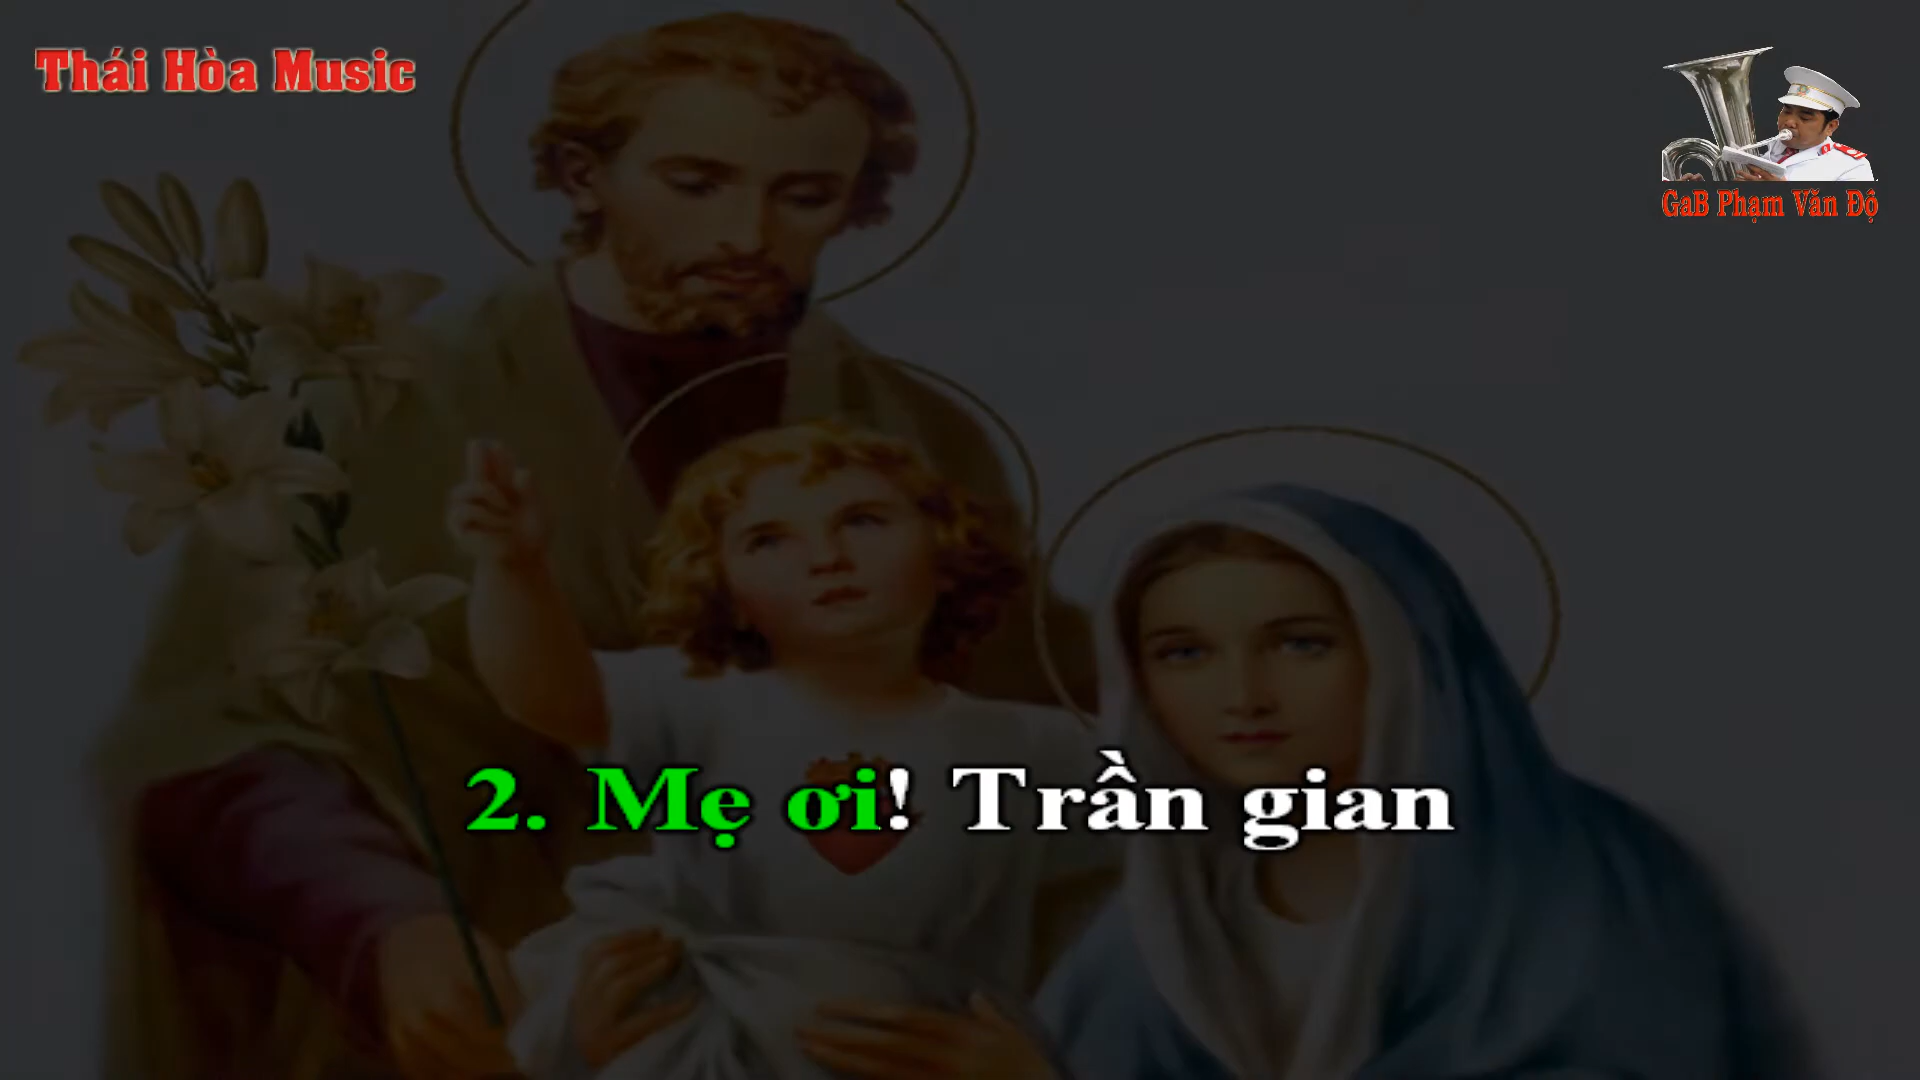 Thái Hòa Music
GaB Phạm Văn Độ
2. Mẹ ơi! Trần gian